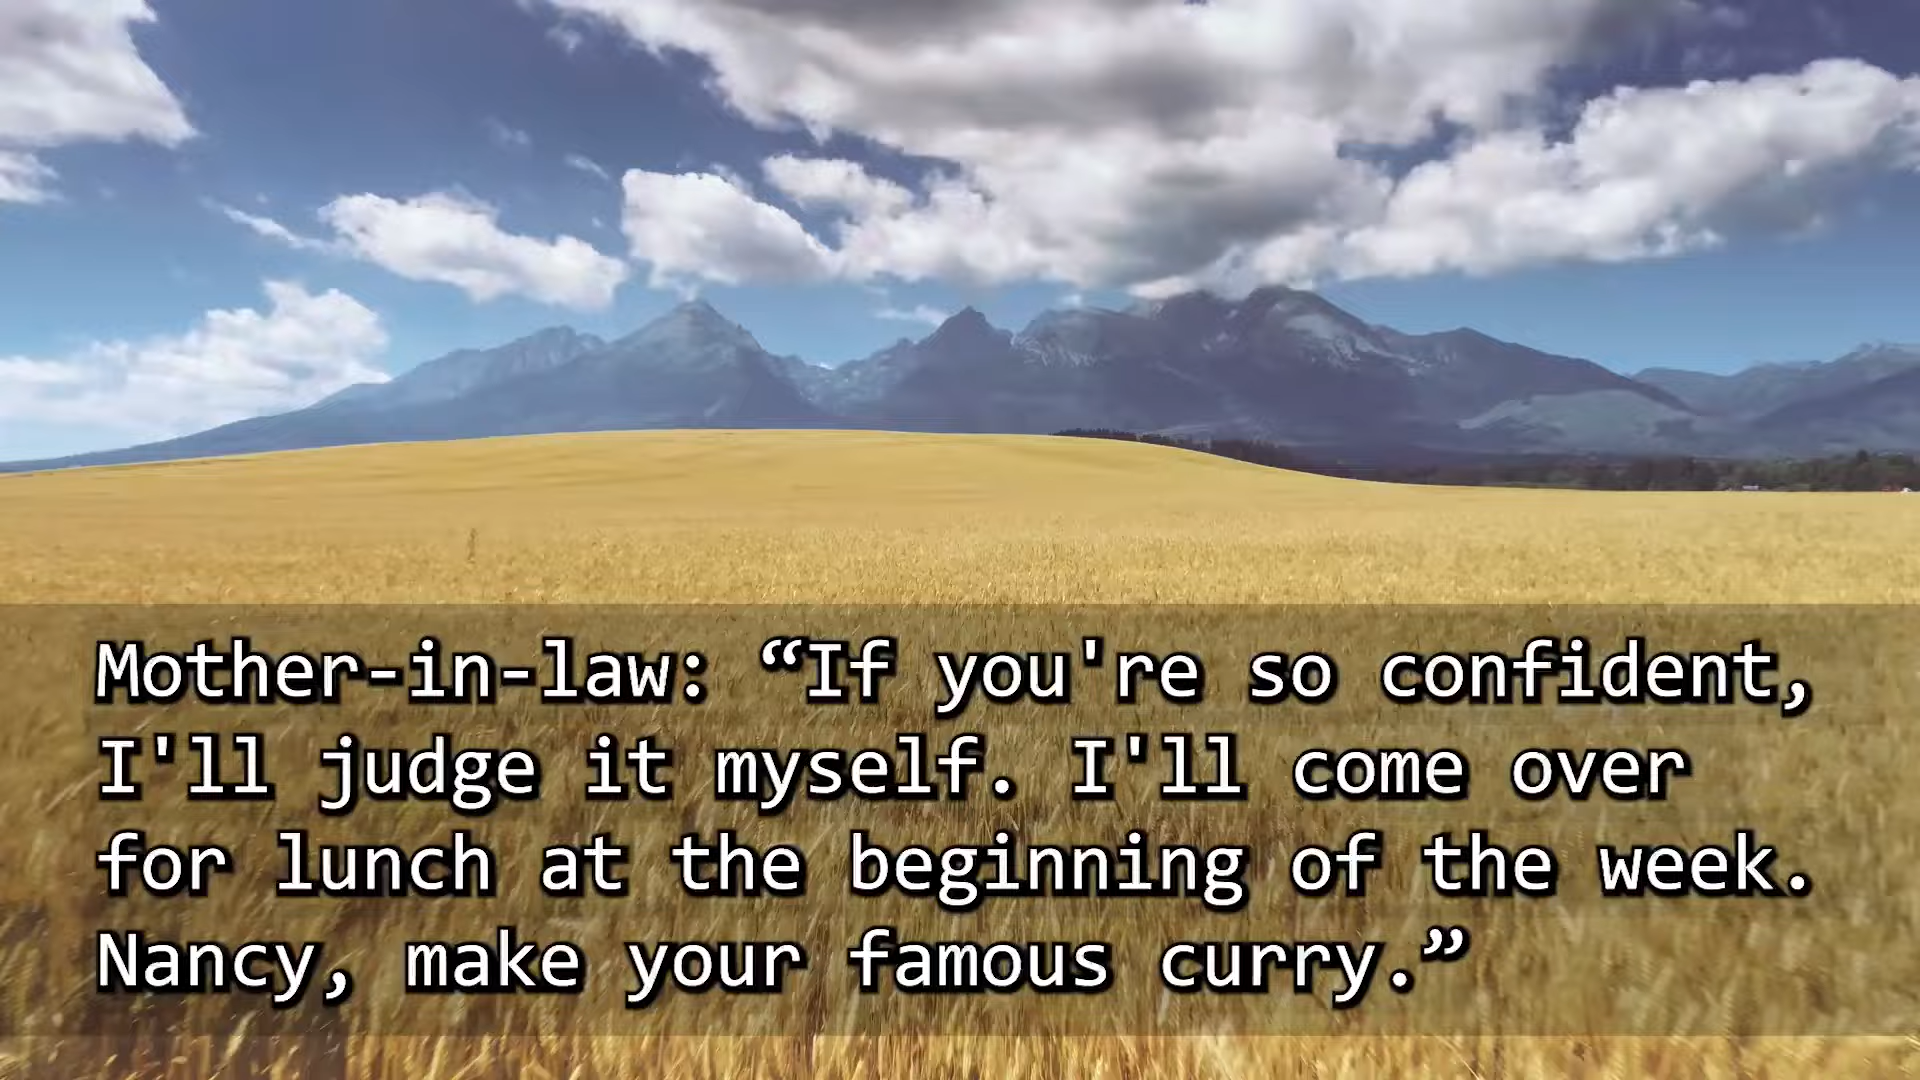 Mother-in-law: “If you're so confident,
I'll judge it myself. I'll come over
for lunch at the beginning of the week.
Nancy, make your famous curry.”